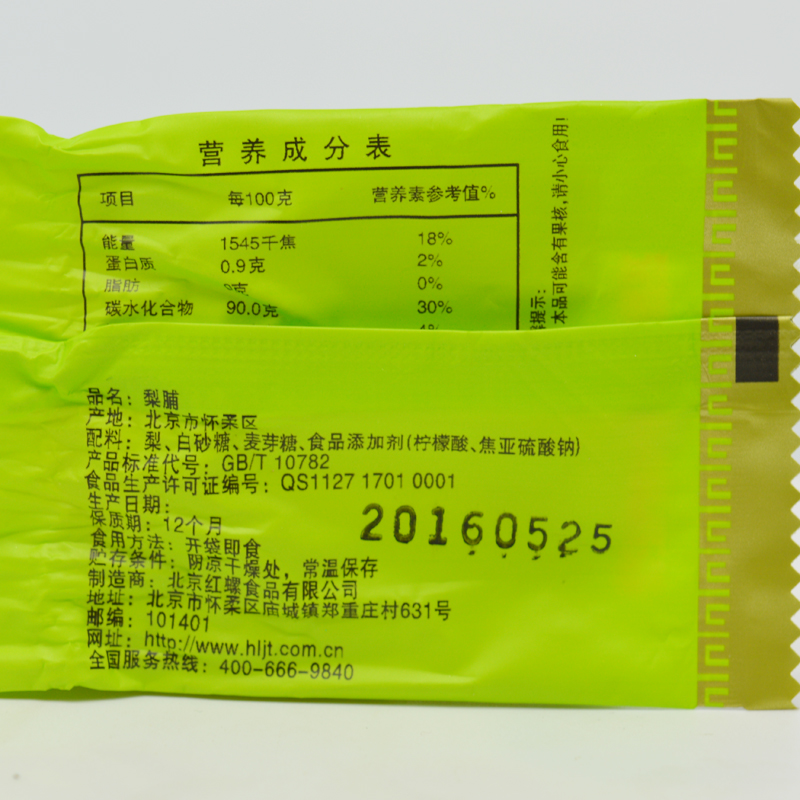 营养成分表
项目 每100克 营养素参考值%
能量 1545千焦 18%
蛋白质 0.9克 2%
脂肪 克 0%
碳水化合物 90.0克 30%
提示:
本品可能含有果核,请小心食用!
品名:梨脯
产地:北京市怀柔区
配料:梨、白砂糖、麦芽糖、食品添加剂(柠檬酸、焦亚硫酸钠)
产品标准代号:GB/T 10782
食品生产许可证编号:QS1127 1701 0001
生产日期:
20160525
保质期:12个月
食用方法:开袋即食
贮存条件:阴凉干燥处,常温保存
制造商:北京红螺食品有限公司
地址:北京市怀柔区庙城镇郑重庄村631号
邮编:101401
网址:http://www.hljt.com.cn
全国服务热线:400-666-9840